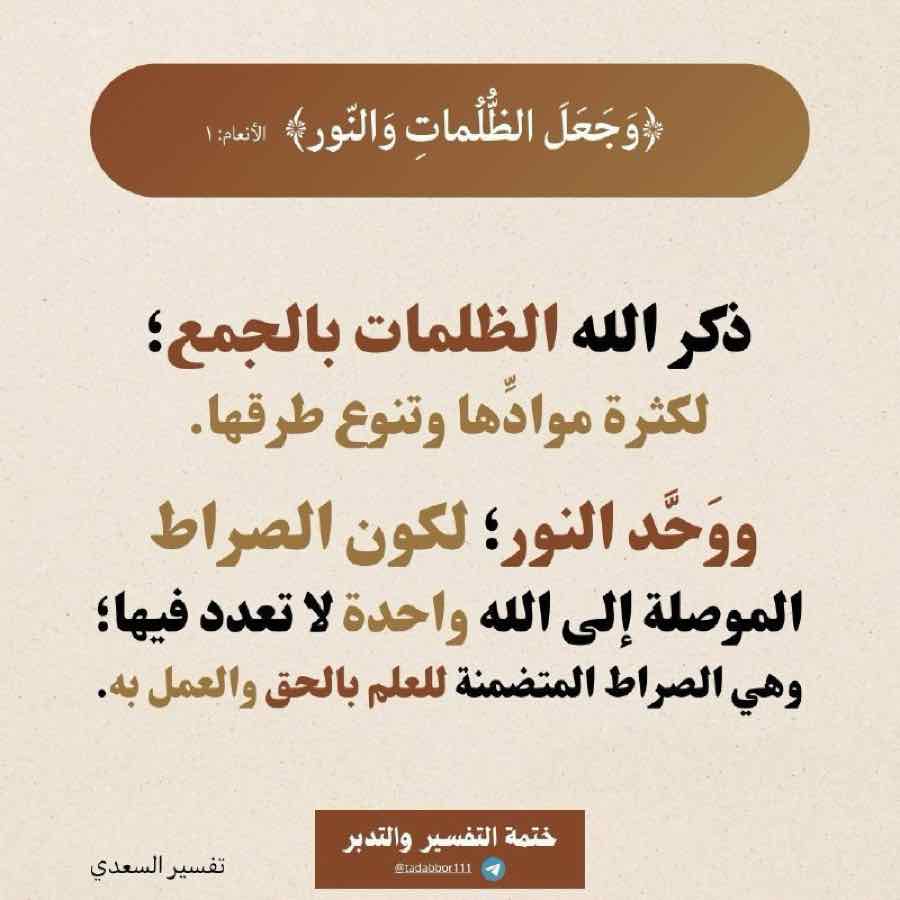 ﴿وَجَعَلَ الظُّلُماتِ وَالنّور﴾ الأنعام: ١
ذكر الله الظلمات بالجمع؛
لكثرة موادِّها وتنوع طرقها.
ووَحَّد النور؛ لكون الصراط
الموصلة إلى الله واحدة لا تعدد فيها؛
وهي الصراط المتضمنة للعلم بالحق والعمل به.
ختمة التفسير والتدبر
@tadabbor111
تفسير السعدي